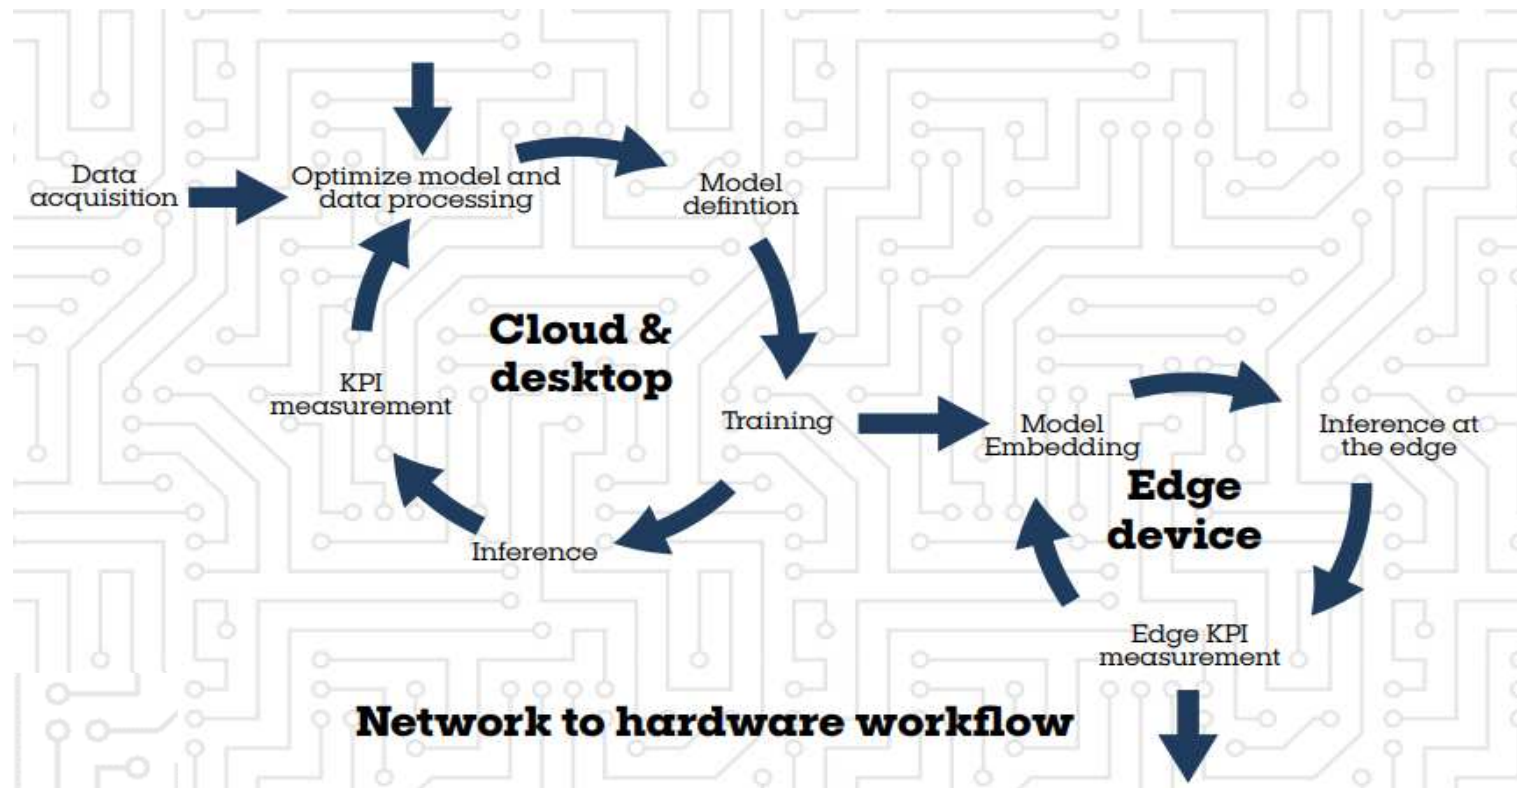 Data
acquisition
Optimize model and
data processing
Model
defintion
Cloud &
desktop
KPI
measurement
Training
Inference
Model
Embedding
Inference at
the edge
Edge
device
Edge KPI
measurement
Network to hardware workflow